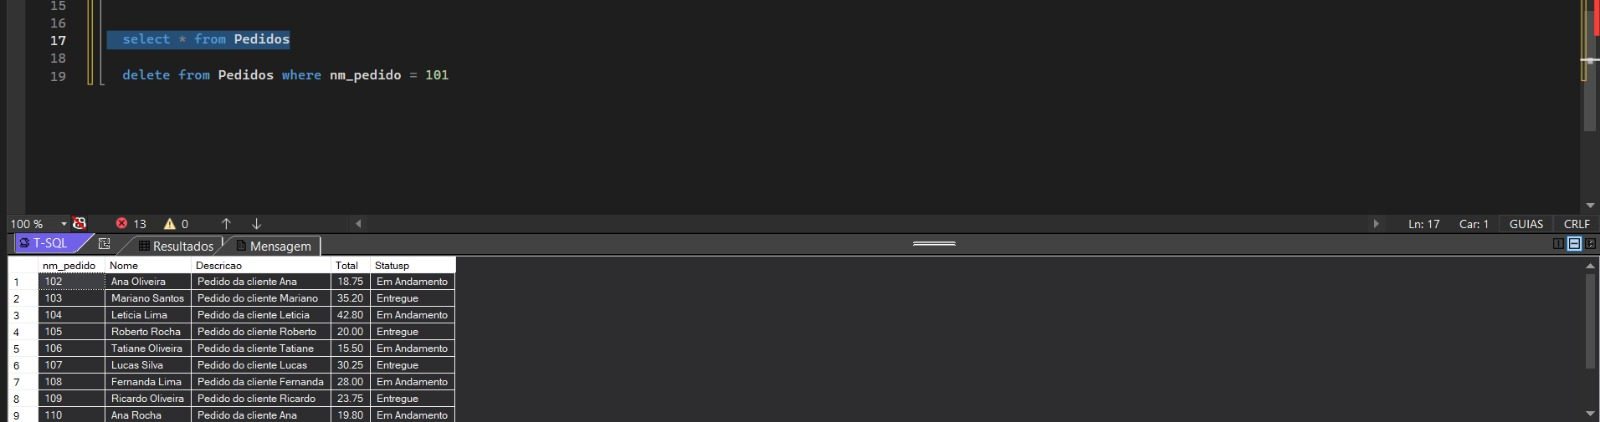 15
16
17 select * from Pedidos
18
19 delete from Pedidos where nm_pedido = 101
100 % 13 0 Ln: 17 Car: 1 GUIAS CRLF
T-SQL Resultados Mensagem
nm_pedido Nome Descricao Total Statusp
1 102 Ana Oliveira Pedido da cliente Ana 18.75 Em Andamento
2 103 Mariano Santos Pedido da cliente Mariano 35.20 Entregue
3 104 Leticia Lima Pedido da cliente Leticia 42.80 Em Andamento
4 105 Roberto Rocha Pedido da cliente Roberto 20.00 Entregue
5 106 Tatiane Oliveira Pedido da cliente Tatiane 15.50 Em Andamento
6 107 Lucas Silva Pedido da cliente Lucas 30.25 Entregue
7 108 Fernanda Lima Pedido da cliente Fernanda 28.00 Em Andamento
8 109 Ricardo Oliveira Pedido da cliente Ricardo 23.75 Entregue
9 110 Ana Rocha Pedido da cliente Ana 19.80 Em Andamento